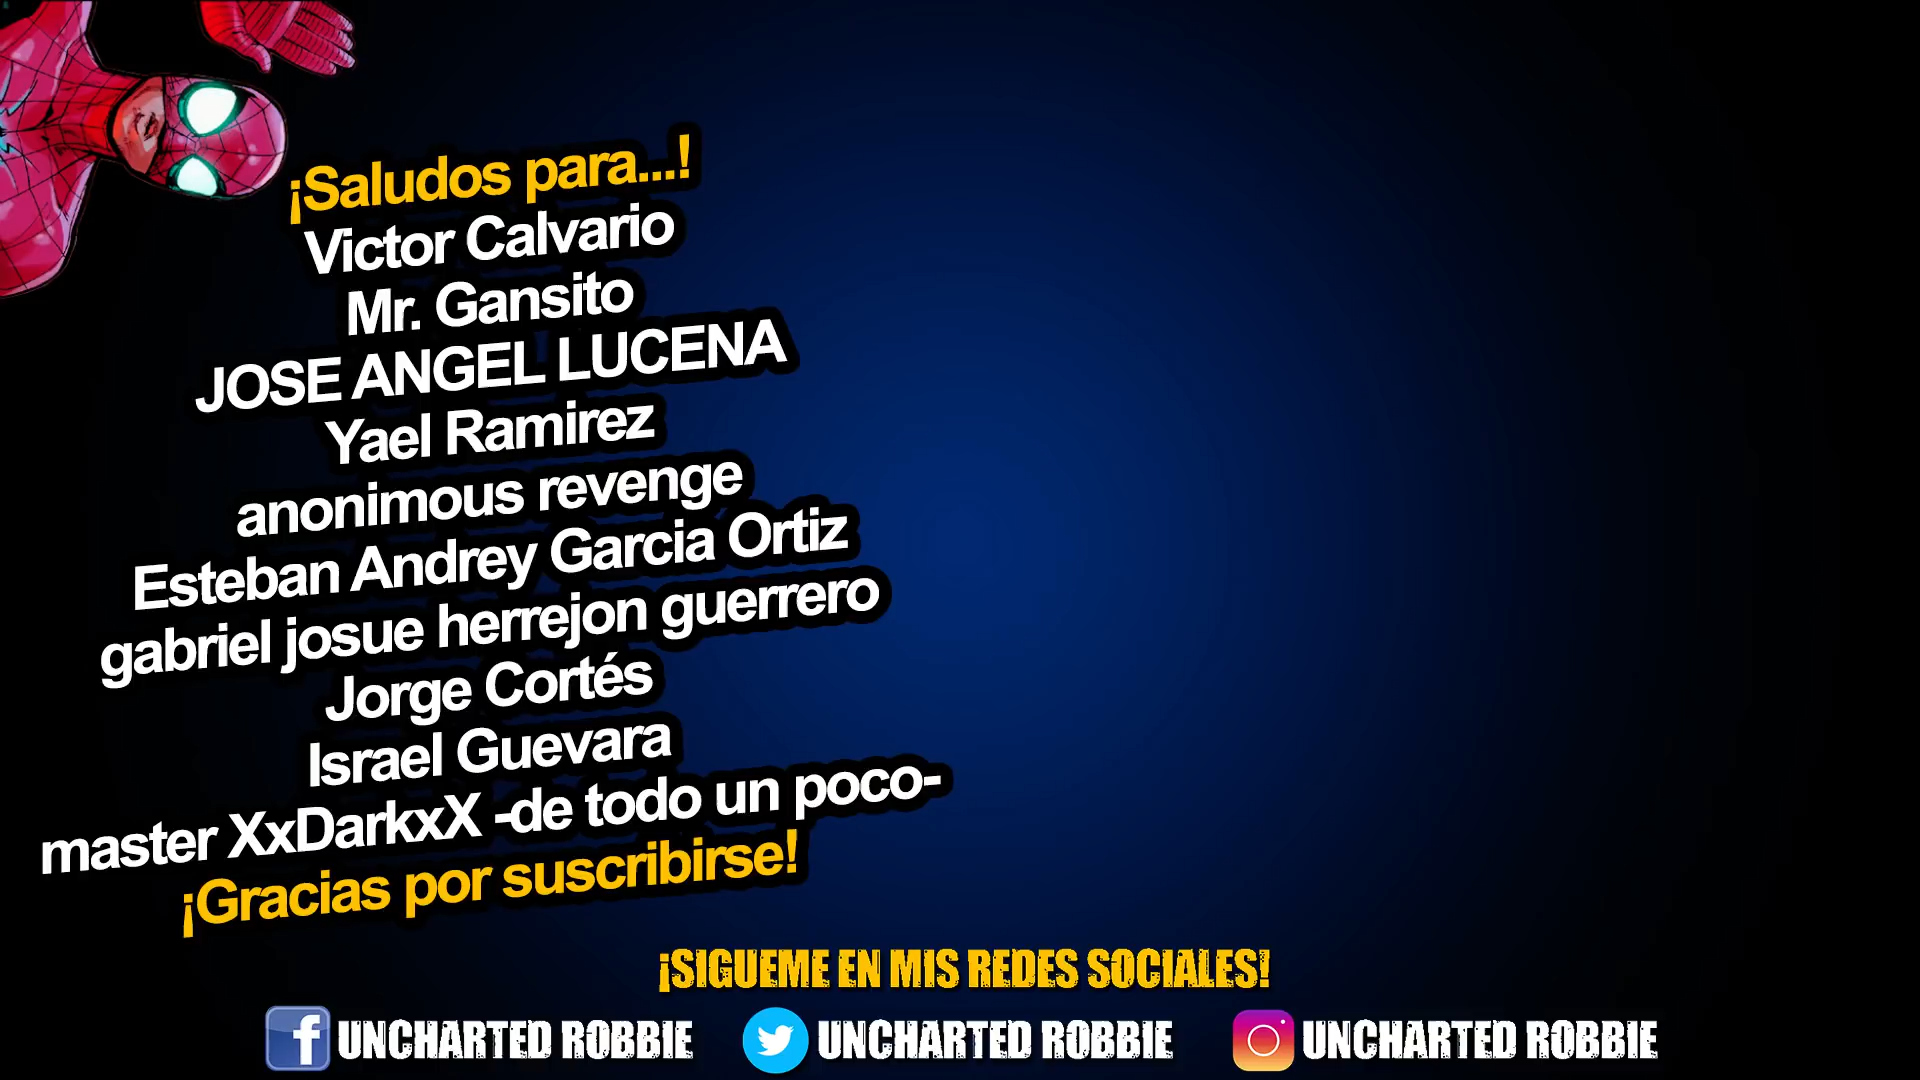 ¡Saludos para...!
Victor Calvario
Mr. Gansito
JOSE ANGEL LUCENA
Yael Ramirez
anonimous revenge
Esteban Andrey Garcia Ortiz
gabriel josue herrejon guerrero
Jorge Cortés
Israel Guevara
master XxDarkxX -de todo un poco-
¡Gracias por suscribirse!
¡SIGUEME EN MIS REDES SOCIALES!
UNCHARTED ROBBIE UNCHARTED ROBBIE UNCHARTED ROBBIE